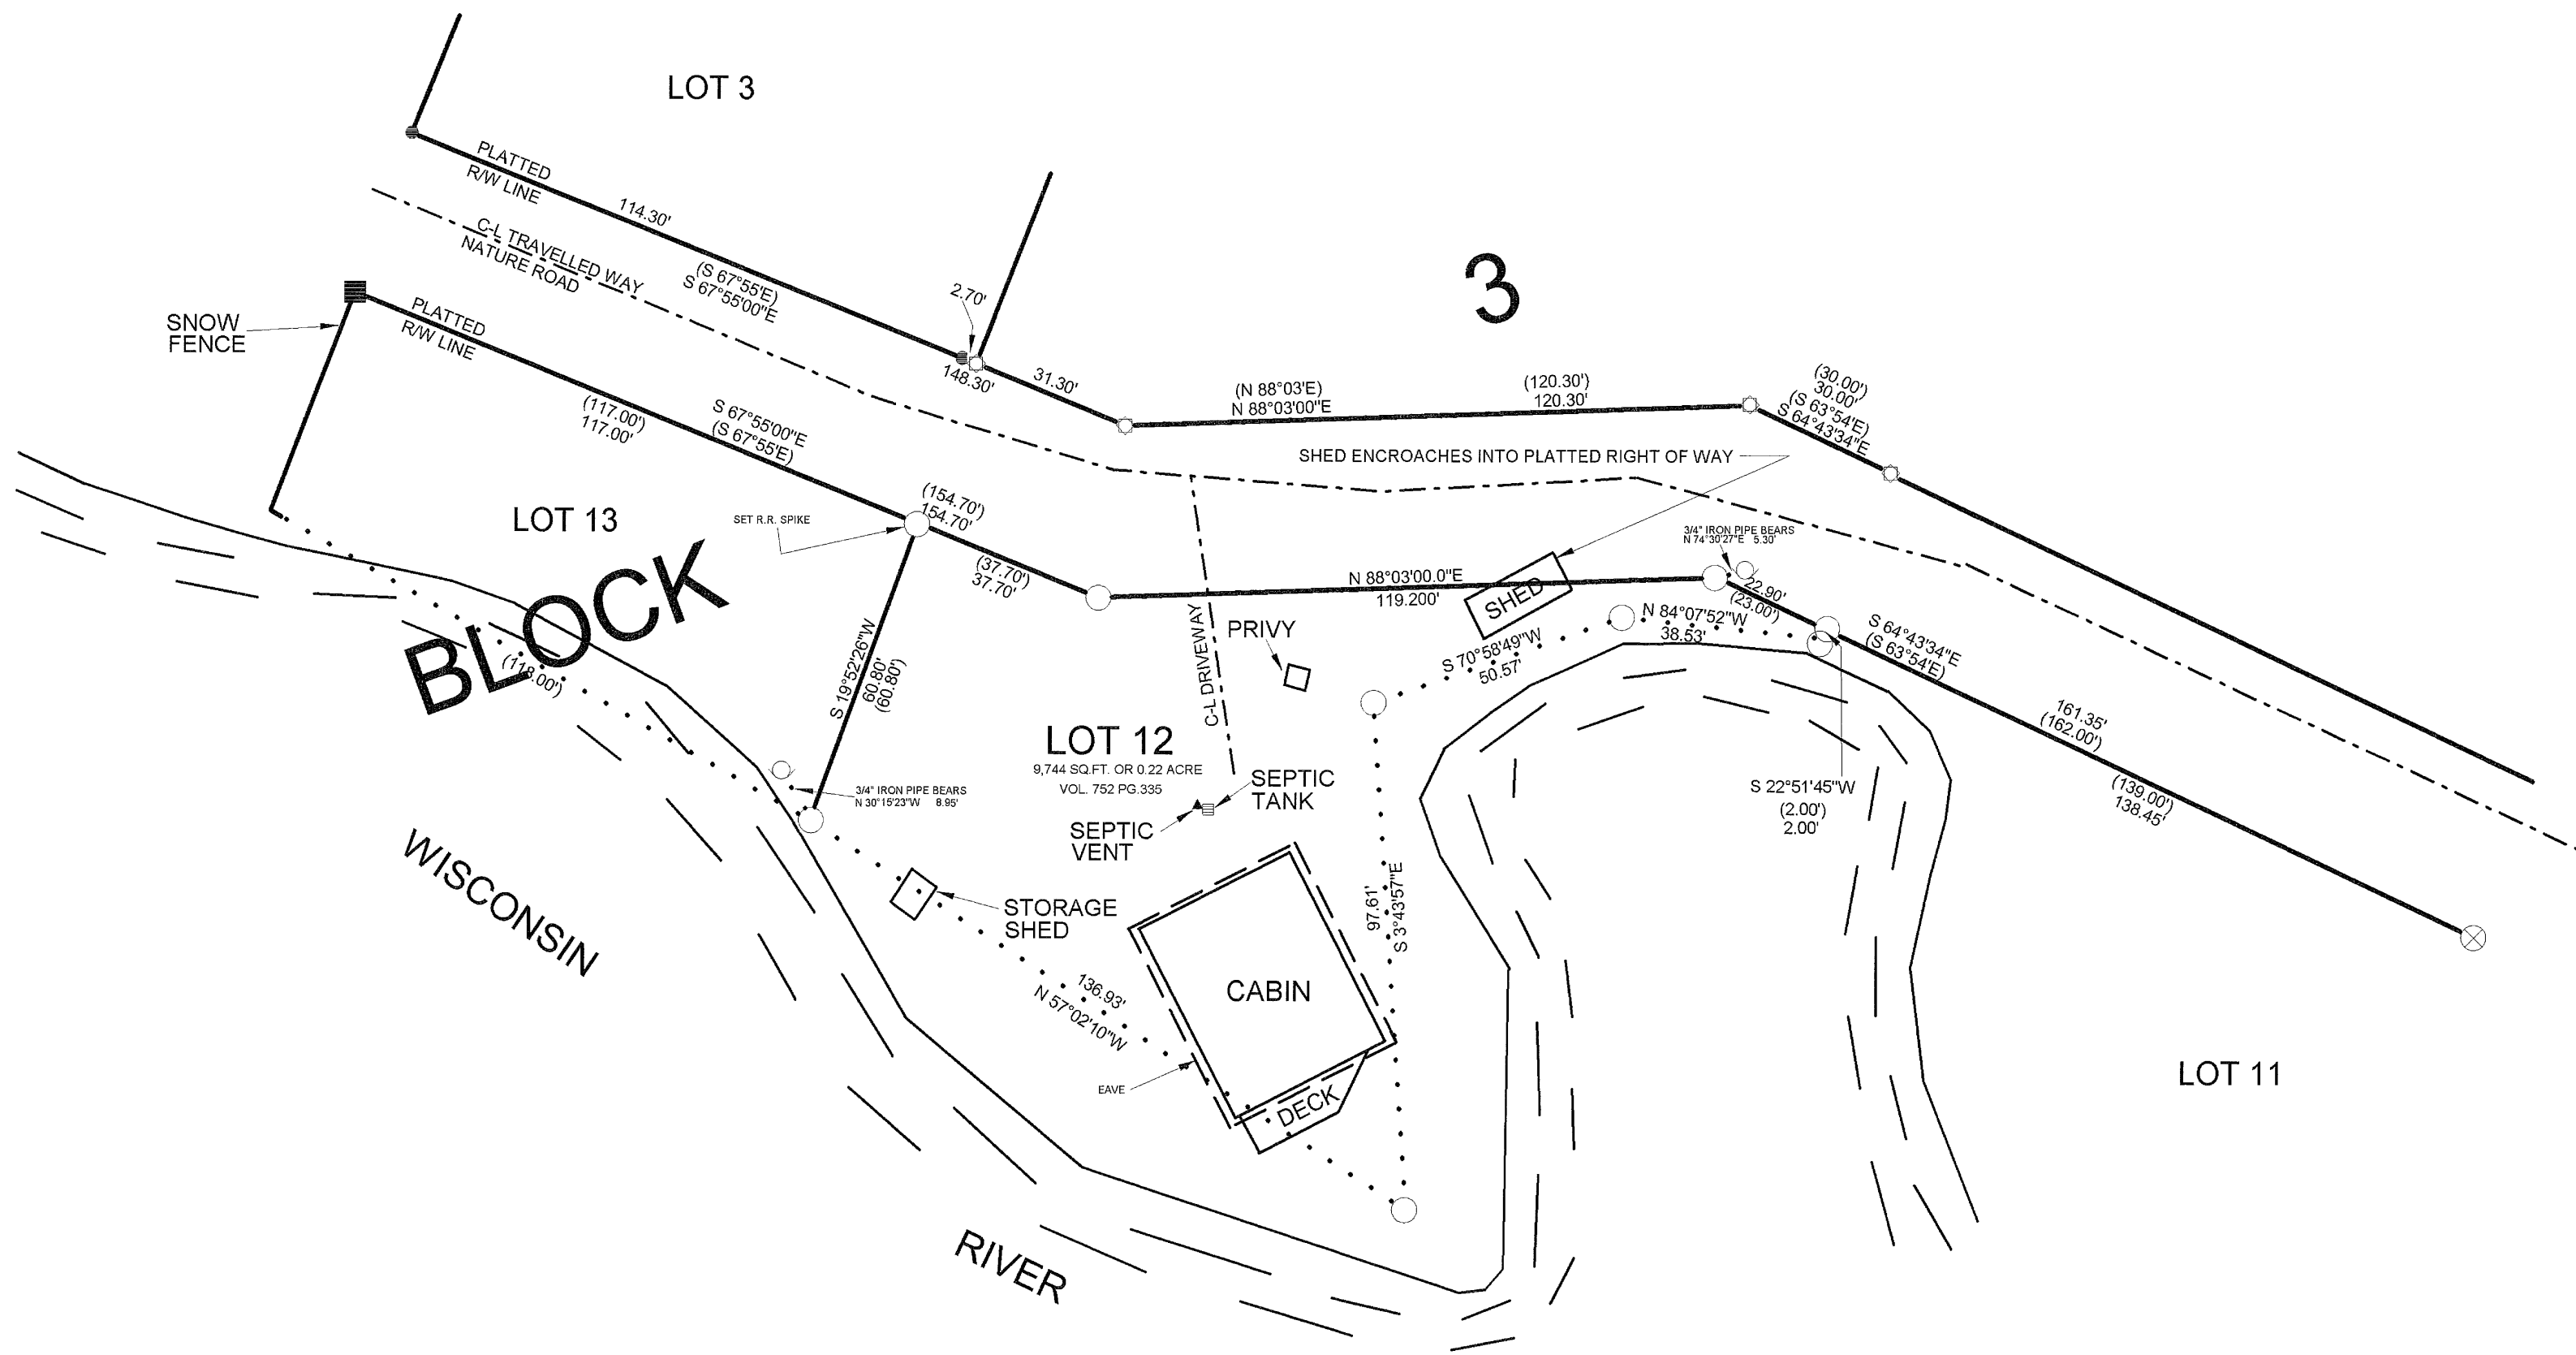 LOT 3
PLATTED
R/W LINE
114.30'
(S 67°55'E)
S 67°55'00"E
C-L TRAVELLED WAY
NATURE ROAD
2.70'
148.30'
31.30'
3
(N 88°03'E)
N 88°03'00"E
(120.30')
120.30'
(30.00')
30.00'
(S 63°54'E)
S 64°43'34"E
SNOW
FENCE
PLATTED
R/W LINE
(117.00')
117.00'
S 67°55'00"E
(S 67°55'E)
SHED ENCROACHES INTO PLATTED RIGHT OF WAY
LOT 13
SET R.R. SPIKE
(154.70')
154.70'
(37.70')
37.70'
N 88°03'00.0"E
119.200'
SHED
3/4" IRON PIPE BEARS
N 74°30'27"E 5.30'
22.90'
(23.00')
N 84°07'52"W
38.53'
S 70°58'49"W
50.57'
S 64°43'34"E
(S 63°54'E)
BLOCK
(118.00')
S 19°52'26"W
60.80'
(60.80')
C-L DRIVEWAY
PRIVY
LOT 12
9,744 SQ.FT. OR 0.22 ACRE
VOL. 752 PG.335
SEPTIC
TANK
SEPTIC
VENT
161.35'
(162.00')
S 22°51'45"W
(2.00')
2.00'
(139.00')
138.45'
3/4" IRON PIPE BEARS
N 30°15'23"W 8.95'
WISCONSIN
STORAGE
SHED
97.61'
S 3°43'57"E
136.93'
N 57°02'10"W
CABIN
EAVE
DECK
LOT 11
RIVER